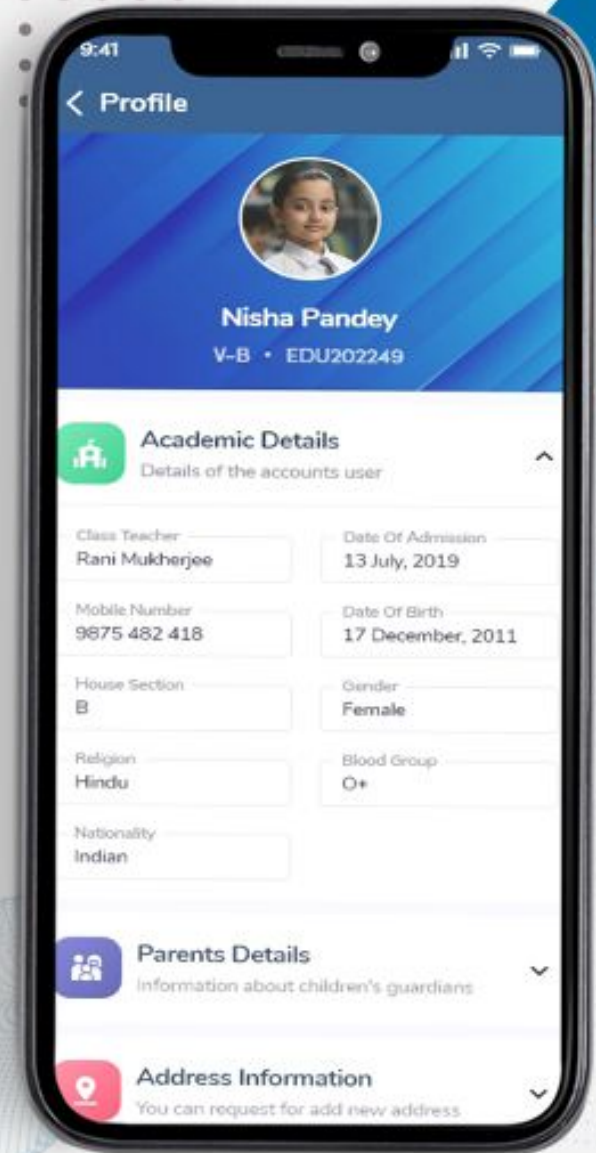 9:41
Profile
Nisha Pandey
V-B • EDU202249
Academic Details
Details of the accounts user
Class Teacher
Rani Mukherjee
Date Of Admission
13 July, 2019
Mobile Number
9875 482 418
Date Of Birth
17 December, 2011
House Section
B
Gender
Female
Religion
Hindu
Blood Group
O+
Nationality
Indian
Parents Details
Information about children's guardians
Address Information
You can request for add new address